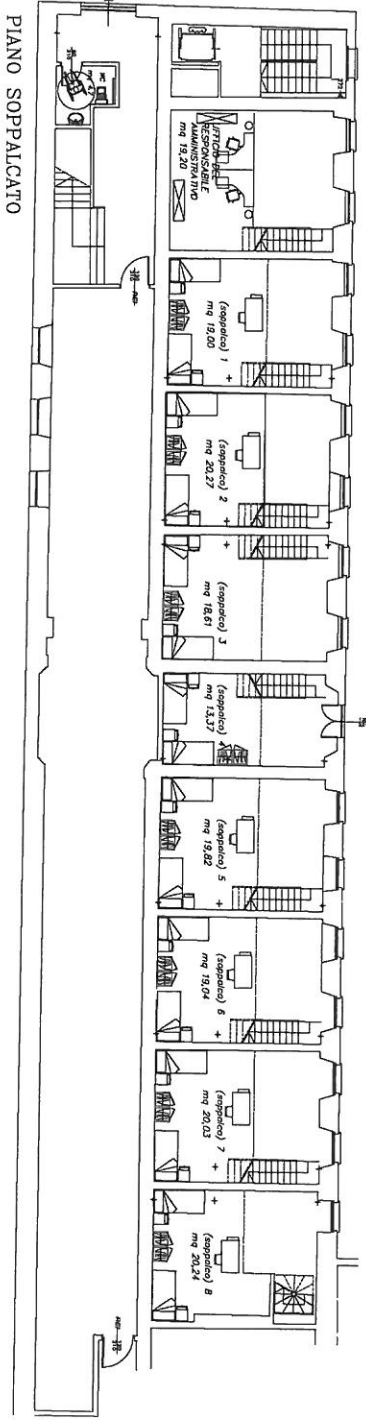 PIANO SOPPALCATO
UFFICIO DEL
RESPONSABILE
AMMINISTRATIVO
mq 19,20
(soppalco) 1
mq 19,00
(soppalco) 2
mq 20,27
(soppalco) 3
mq 18,61
(soppalco) 4
mq 13,37
(soppalco) 5
mq 19,82
(soppalco) 6
mq 19,04
(soppalco) 7
mq 20,03
(soppalco) 8
mq 20,24
WC